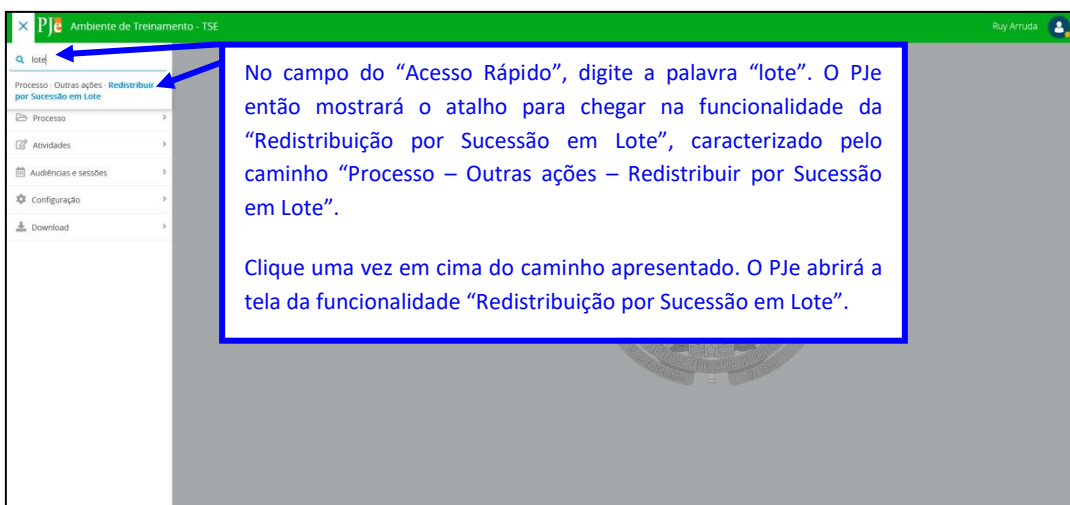 PJe Ambiente de Treinamento - TSE
Ruy Arruda
lote
Processo · Outras ações · Redistribuir
por Sucessão em Lote
Processo
Atividades
Audiências e sessões
Configuração
Download
No campo do “Acesso Rápido”, digite a palavra “lote”. O PJe
então mostrará o atalho para chegar na funcionalidade da
“Redistribuição por Sucessão em Lote”, caracterizado pelo
caminho “Processo – Outras ações – Redistribuir por Sucessão
em Lote”.
Clique uma vez em cima do caminho apresentado. O PJe abrirá a
tela da funcionalidade “Redistribuição por Sucessão em Lote”.